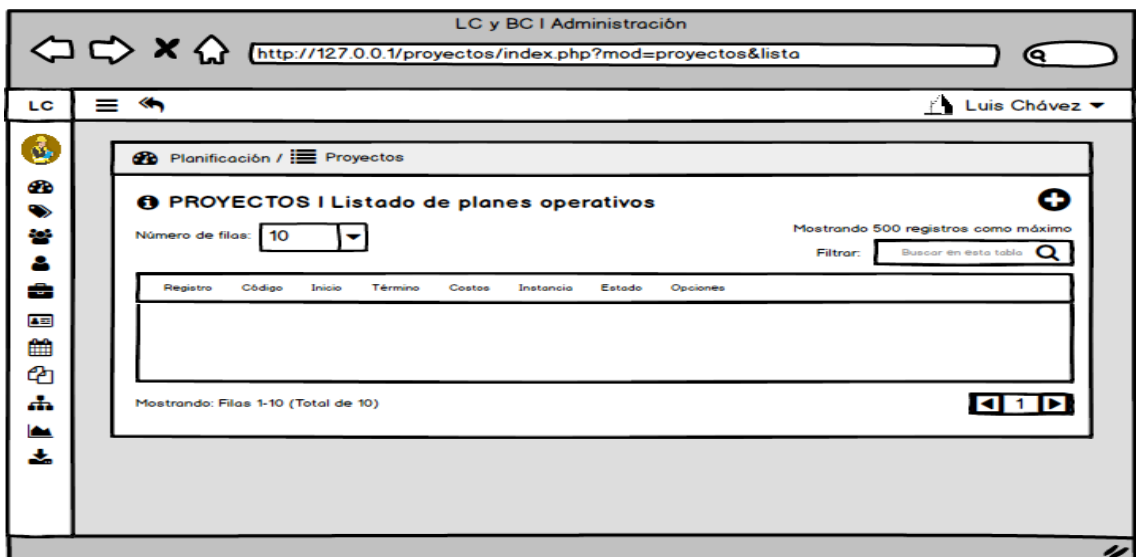 LC y BC | Administración
http://127.0.0.1/proyectos/index.php?mod=proyectos&lista
LC
Luis Chávez
Planificación / Proyectos
PROYECTOS | Listado de planes operativos
Número de filas: 10
Mostrando 500 registros como máximo
Filtrar: Buscar en esta tabla
Registro Código Inicio Término Costos Instancia Estado Opciones
Mostrando: Filas 1-10 (Total de 10)
1